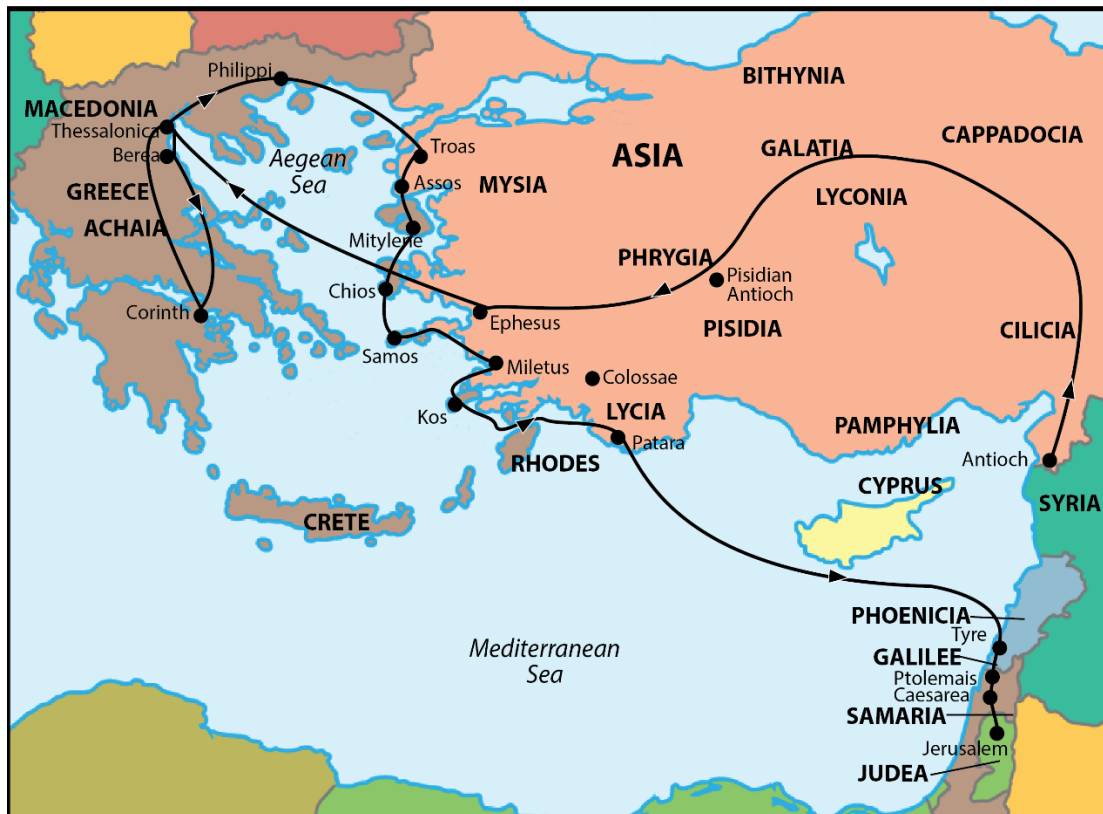 BITHYNIA
Philippi
MACEDONIA
Thessalonica
CAPPADOCIA
Berea
Aegean
Sea
Troas
ASIA
GALATIA
GREECE
Assos
MYSIA
LYCONIA
ACHAIA
Mitylene
PHRYGIA
Pisidian
Antioch
Chios
Corinth
Ephesus
PISIDIA
CILICIA
Samos
Miletus
Colossae
Kos
LYCIA
PAMPHYLIA
Patara
Antioch
RHODES
CYPRUS
SYRIA
CRETE
PHOENICIA
Tyre
Mediterranean
Sea
GALILEE
Ptolemais
Caesarea
SAMARIA
Jerusalem
JUDEA